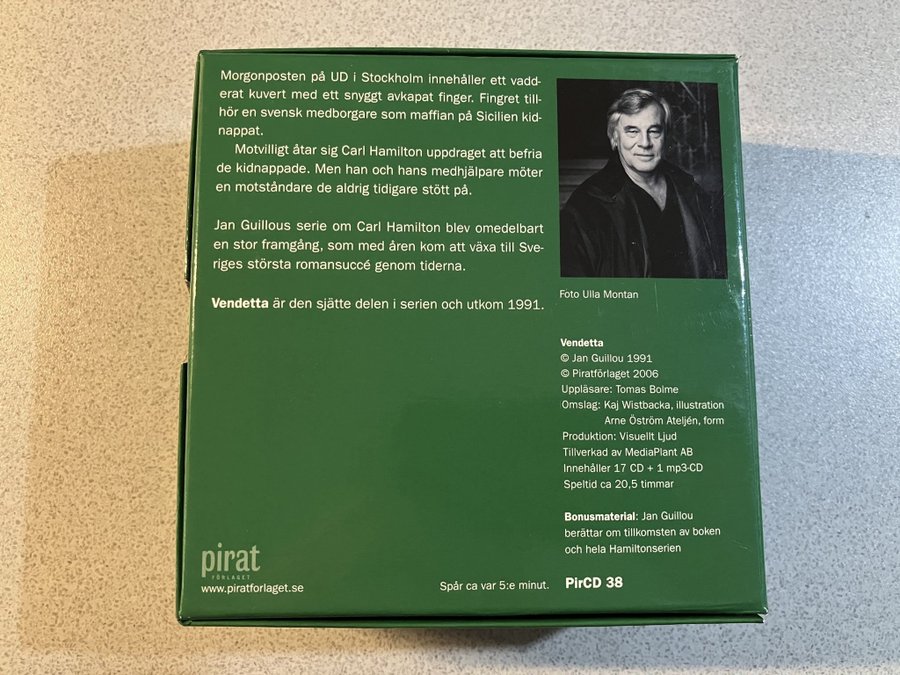 Morgonposten på UD i Stockholm innehåller ett vadd-
erat kuvert med ett snyggt avkapat finger. Fingret till-
hör en svensk medborgare som maffian på Sicilien kid-
nappat.
Motvilligt åtar sig Carl Hamilton uppdraget att befria
de kidnappade. Men han och hans medhjälpare möter
en motståndare de aldrig tidigare stött på.
Jan Guillous serie om Carl Hamilton blev omedelbart
en stor framgång, som med åren kom att växa till Sve-
riges största romansuccé genom tiderna.
Vendetta är den sjätte delen i serien och utkom 1991.
Foto Ulla Montan
Vendetta
© Jan Guillou 1991
© Piratförlaget 2006
Uppläsare: Tomas Bolme
Omslag: Kaj Wistbacka, illustration
Arne Öström Ateljén, form
Produktion: Visuellt Ljud
Tillverkad av MediaPlant AB
Innehåller 17 CD + 1 mp3-CD
Speltid ca 20,5 timmar
Bonusmaterial: Jan Guillou
berättar om tillkomsten av boken
och hela Hamiltonserien
pirat
FÖRLAGET
www.piratforlaget.se
Spår ca var 5:e minut.
PirCD 38